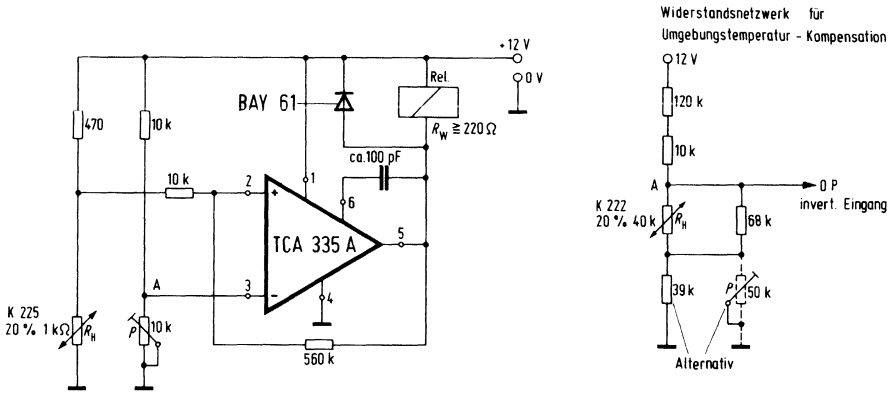 Widerstandsnetzwerk für
Umgebungstemperatur - Kompensation
+12 V
0 V
12 V
Rel.
BAY 61
120 k
470
10 k
R_W ≧ 220 Ω
10 k
ca. 100 pF
10 k
2
+
1
6
A
OP
invert. Eingang
K 222
20 % 40 k
R_H
68 k
TCA 335 A
5
A
3
-
4
K 225
20 % 1 kΩ
R_H
P
10 k
39 k
P
50 k
560 k
Alternativ